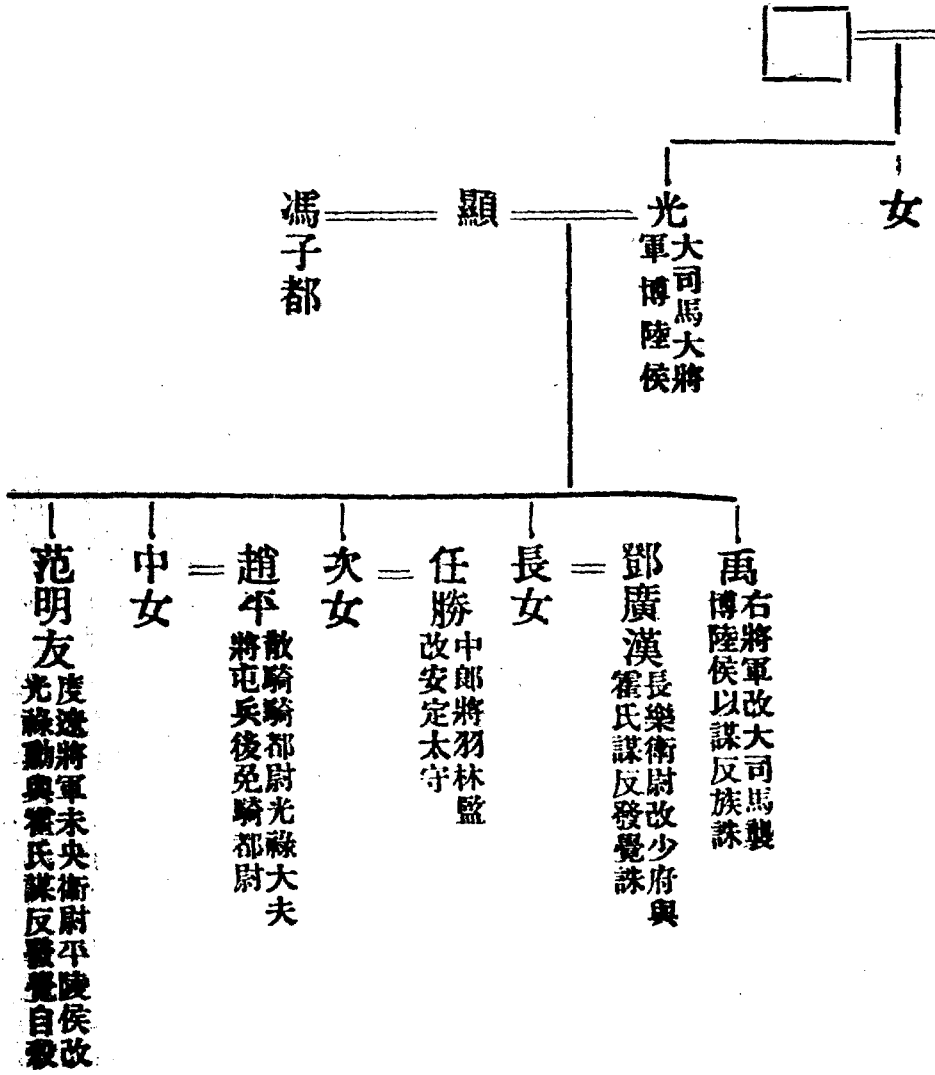 女
光
大司馬大將
軍博陸侯
顯
馮子都
禹
右將軍改大司馬襲
博陸侯以謀反族誅
鄧廣漢
長樂衛尉改少府與
霍氏謀反發覺誅
長女
任勝
中郎將羽林監
改安定太守
次女
趙平
散騎騎都尉光祿大夫
將屯兵後免騎都尉
中女
范明友
度遼將軍未央衛尉平陵侯改
光祿勳與霍氏謀反發覺自殺